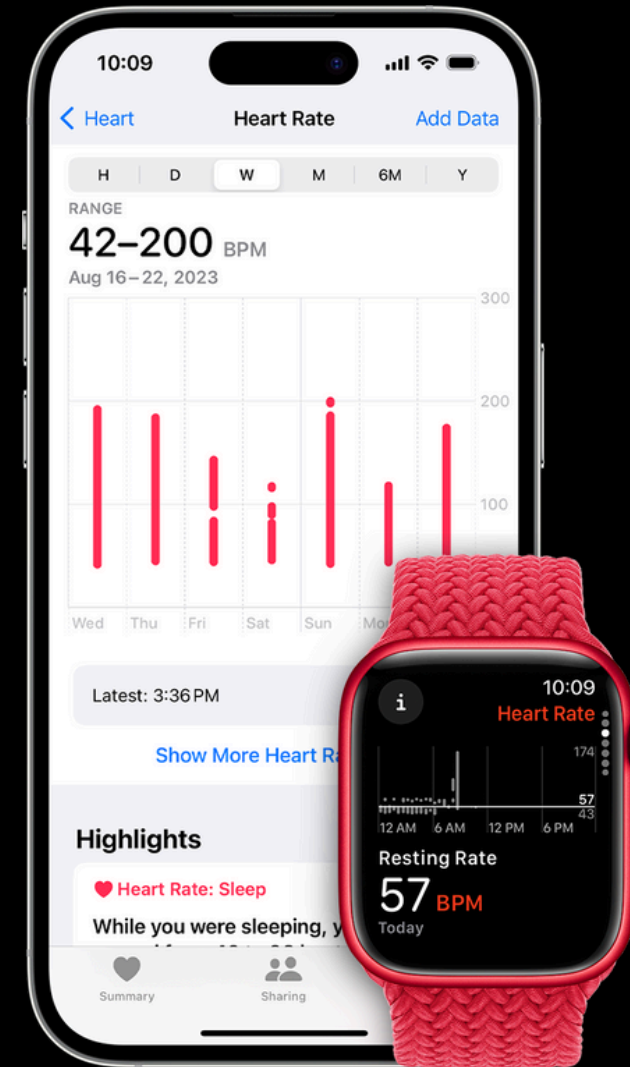 10:09
Heart
Heart Rate
Add Data
H D W M 6M Y
RANGE
42–200 BPM
Aug 16–22, 2023
300
200
100
Wed Thu Fri Sat Sun
Latest: 3:36 PM
Show More Heart
Highlights
Heart Rate: Sleep
While you were sleeping,
Summary
Sharing
i
10:09
Heart Rate
174
57
43
12 AM 6 AM 12 PM 6 PM
Resting Rate
57 BPM
Today